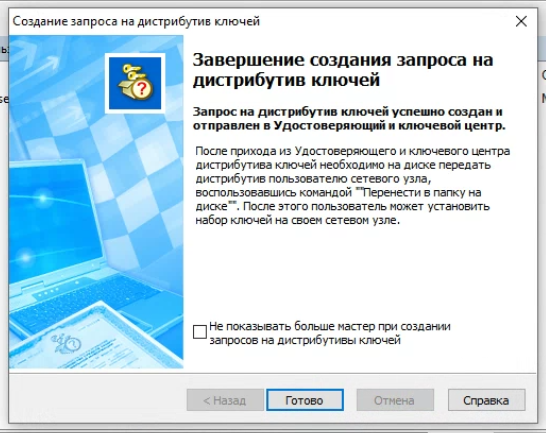 Создание запроса на дистрибутив ключей
Завершение создания запроса на
дистрибутив ключей
Запрос на дистрибутив ключей успешно создан и
отправлен в Удостоверяющий и ключевой центр.
После прихода из Удостоверяющего и ключевого центра
дистрибутива ключей необходимо на диске передать
дистрибутив пользователю сетевого узла,
воспользовавшись командой ""Перенести в папку на
диске"". После этого пользователь может установить
набор ключей на своем сетевом узле.
Не показывать больше мастер при создании
запросов на дистрибутивы ключей
< Назад
Готово
Отмена
Справка